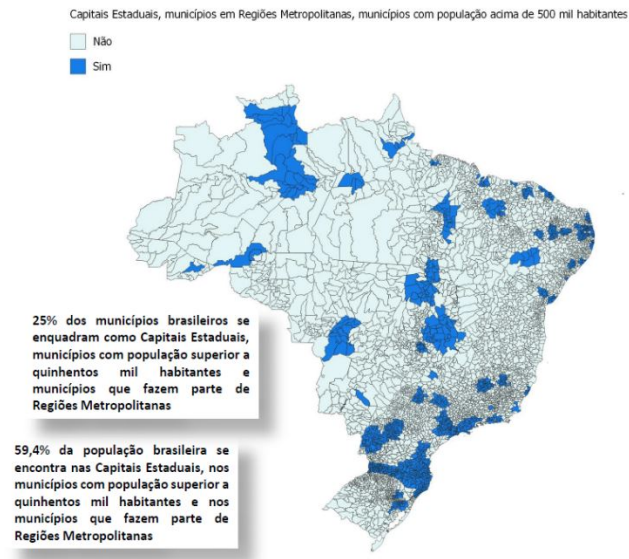 Capitais Estaduais, municípios em Regiões Metropolitanas, municípios com população acima de 500 mil habitantes
Não
Sim
25% dos municípios brasileiros se
enquadram como Capitais Estaduais,
municípios com população superior a
quinhentos mil habitantes e
municípios que fazem parte de
Regiões Metropolitanas
59,4% da população brasileira se
encontra nas Capitais Estaduais, nos
municípios com população superior a
quinhentos mil habitantes e nos
municípios que fazem parte de
Regiões Metropolitanas